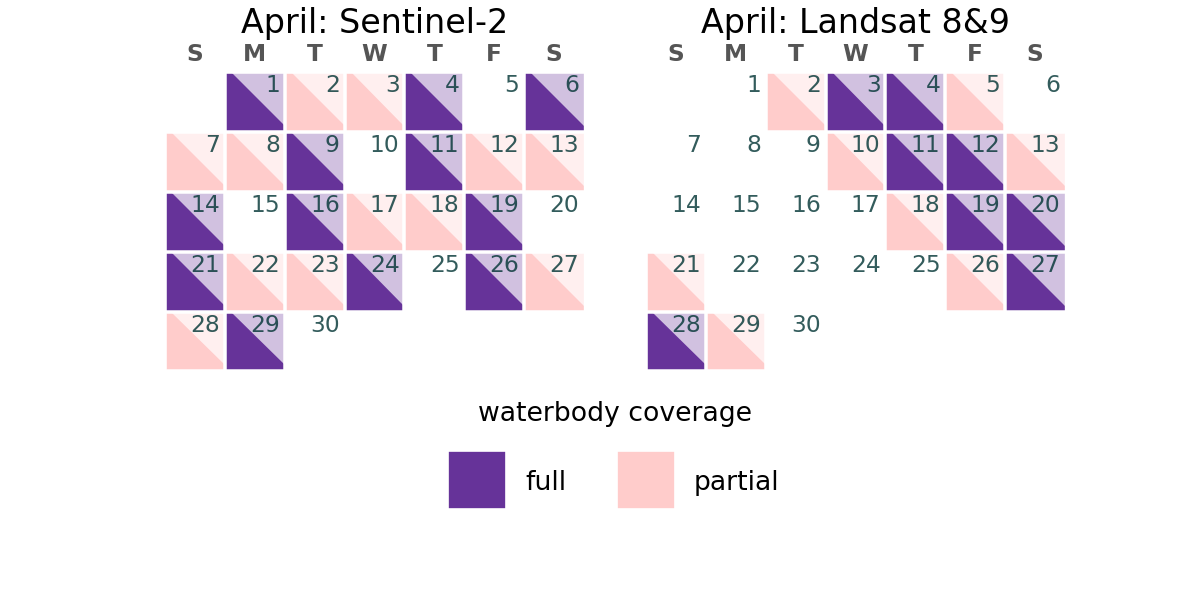 April: Sentinel-2
S M T W T F S
1 2 3 4 5 6
7 8 9 10 11 12 13
14 15 16 17 18 19 20
21 22 23 24 25 26 27
28 29 30
April: Landsat 8&9
S M T W T F S
1 2 3 4 5 6
7 8 9 10 11 12 13
14 15 16 17 18 19 20
21 22 23 24 25 26 27
28 29 30
waterbody coverage
full partial